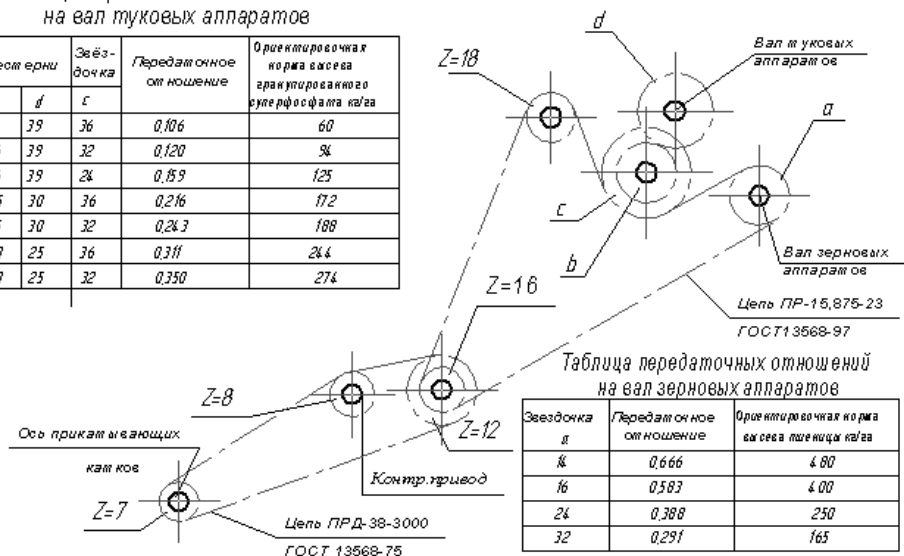 на вал туковых аппаратов
Звёз-
дочка
Передаточное
отношение
Ориентировочная
норма высева
гранулированного
суперфосфата кг/га
d c
39 36 0,106 60
39 32 0,120 94
39 24 0,159 125
30 36 0,216 172
30 32 0,243 188
25 36 0,311 244
25 32 0,350 274
Z=18
d
Вал туковых
аппаратов
a
c
b
Вал зерновых
аппаратов
Z=16
Цепь ПР-15,875-23
ГОСТ13568-97
Z=8
Z=12
Ось прикатывающих
катков
Контр.привод
Z=7
Цепь ПРД-38-3000
ГОСТ 13568-75
Таблица передаточных отношений
на вал зерновых аппаратов
Звездочка
Передаточное
отношение
Ориентировочная норма
высева пшеницы кг/га
14 0,666 480
16 0,583 400
24 0,388 250
32 0,291 165